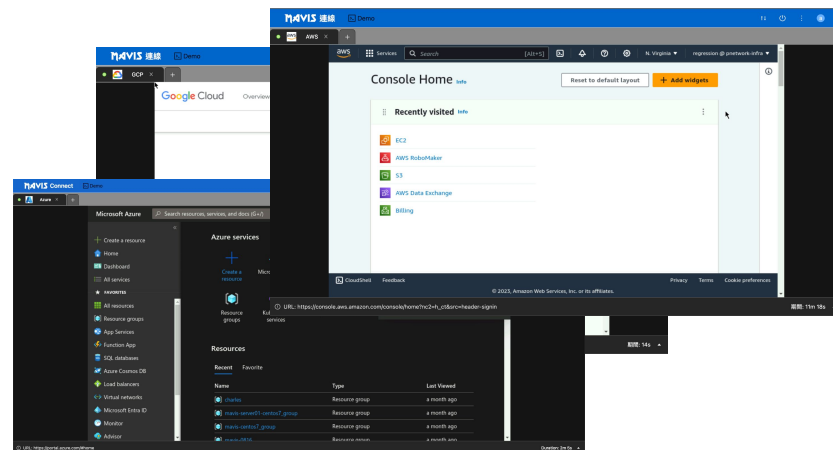 MAVIS 連線 Demo
AWS × +
aws Services Search [Alt+S] N. Virginia regression @ pnetwork-infra
Console Home Info Reset to default layout + Add widgets
Recently visited Info
EC2
AWS RoboMaker
S3
AWS Data Exchange
Billing
CloudShell Feedback Privacy Terms Cookie preferences
© 2023, Amazon Web Services, Inc. or its affiliates.
URL: https://console.aws.amazon.com/console/home?nc2=h_ct&src=header-signin 期間: 11m 18s
MAVIS 連線 Demo
GCP × +
Google Cloud Overview
期間: 14s
MAVIS Connect Demo
Azure × +
Microsoft Azure Search resources, services, and docs (G+/)
Create a resource
Home
Dashboard
All services
FAVORITES
All resources
Resource groups
App Services
Function App
SQL databases
Azure Cosmos DB
Load balancers
Virtual networks
Microsoft Entra ID
Monitor
Advisor
Azure services
Create a resource
Resource groups
services
Resources
Recent Favorite
Name Type Last Viewed
charles Resource group a month ago
mavis-server01-centos7_group Resource group a month ago
mavis-centos7_group Resource group a month ago
Resource group a month ago
URL: https://portal.azure.com/#home Duration: 2m 5s